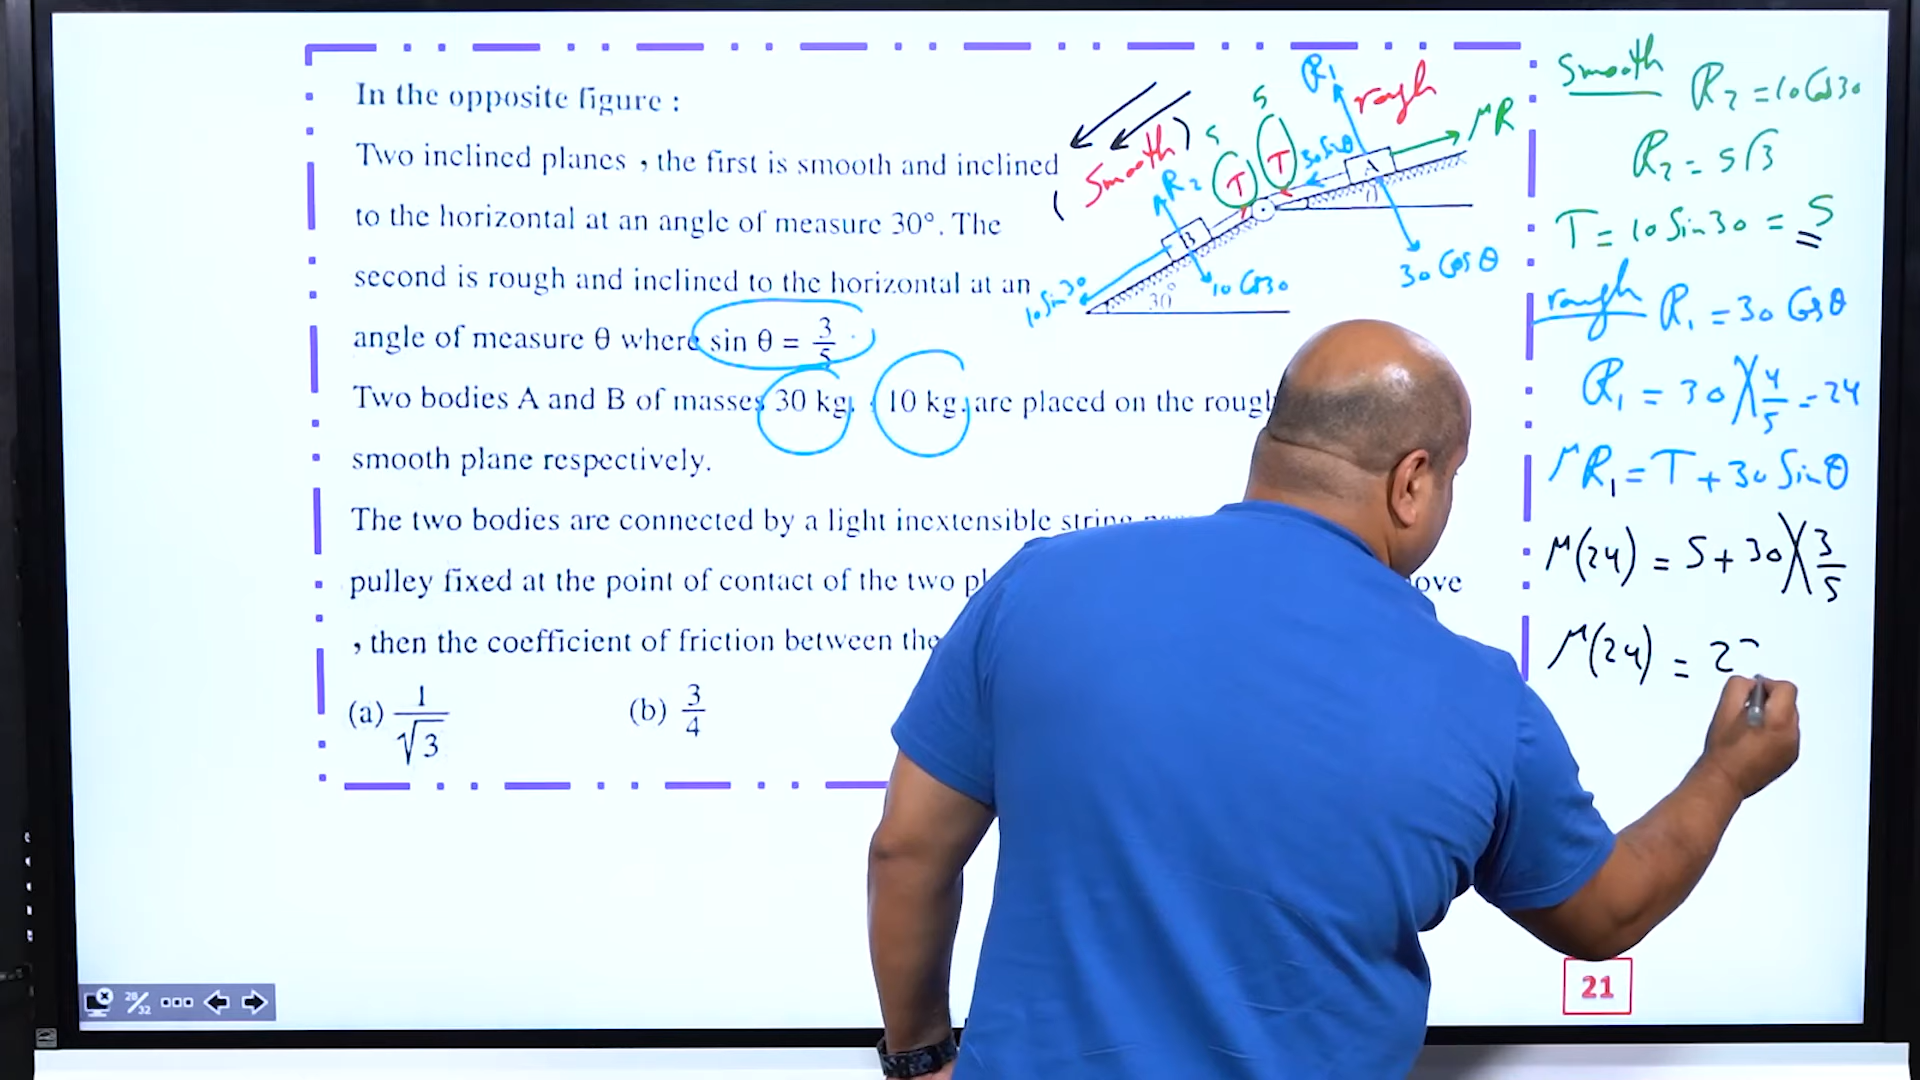 In the opposite figure :
Two inclined planes , the first is smooth and inclined
to the horizontal at an angle of measure 30°. The
second is rough and inclined to the horizontal at an
angle of measure θ where sin θ = 3/5
Two bodies A and B of masses 30 kg. 10 kg. are placed on the rough
smooth plane respectively.
The two bodies are connected by a light inextensible string
pulley fixed at the point of contact of the two
, then the coefficient of friction between the
(a) 1/√3
(b) 3/4
Smooth
rough
R₁
μR
S
S
T
T
30 sin θ
A
θ
R₂
B
10 sin 30
10 Cos 30
30°
30 Cos θ
Smooth R₂ = 10 Cos 30
R₂ = 5√3
T = 10 Sin 30 = 5
rough R₁ = 30 Cos θ
R₁ = 30 × 4/5 = 24
μR₁ = T + 30 Sin θ
μ(24) = 5 + 30 × 3/5
μ(24) = 2
28/32
21